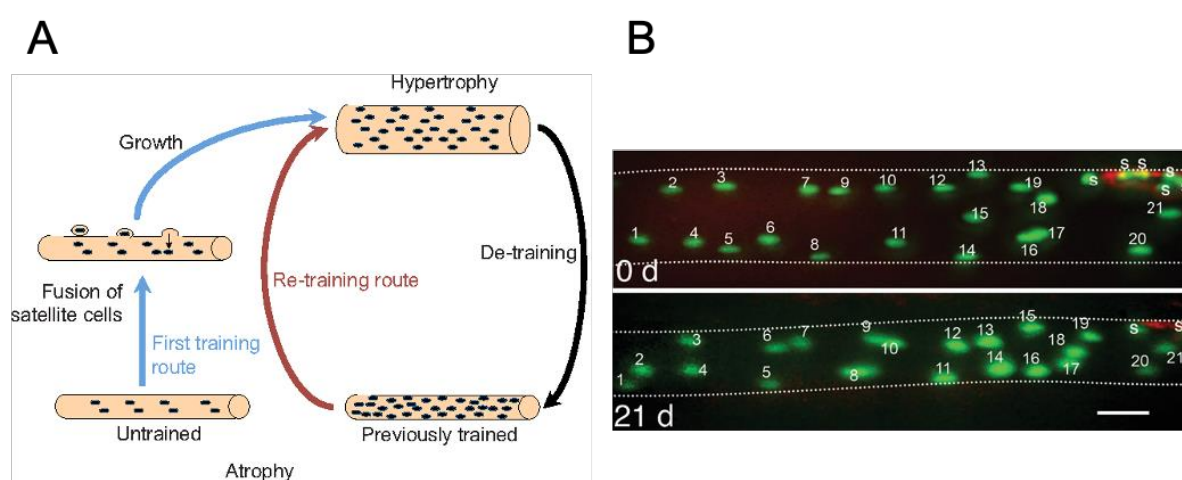 A
B
Hypertrophy
Growth
De-training
Re-training route
Fusion of
satellite cells
First training
route
Untrained
Previously trained
Atrophy
13
2
3
7
9
10
12
19
s
s
s
s
s
18
15
21
1
4
5
6
8
11
14
17
16
20
0 d
15
9
19
s
s
3
6
7
12
13
18
10
2
4
14
16
20
21
1
5
8
11
17
21 d